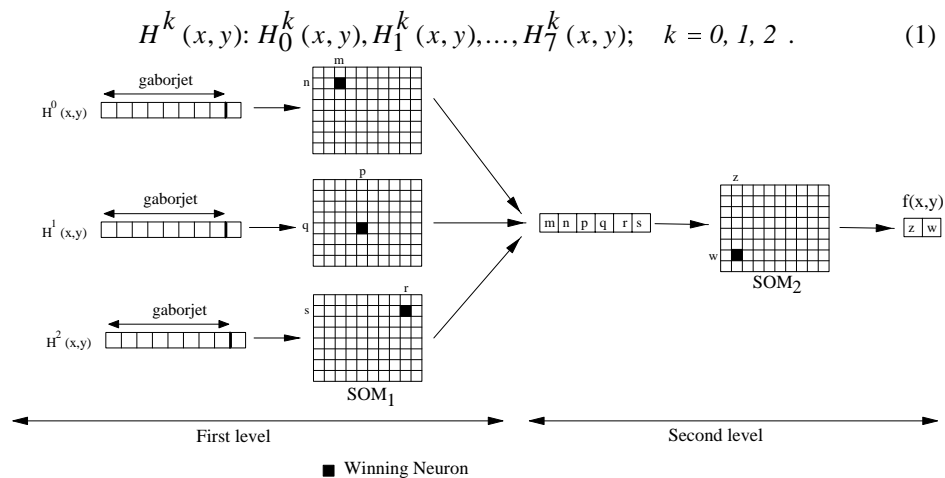 H^k (x, y): H_0^k (x, y), H_1^k (x, y),..., H_7^k (x, y); k = 0, 1, 2 . (1)
m
gaborjet
n
H^0 (x,y)
p
gaborjet
q
H^1 (x,y)
z
f(x,y)
m n p q r s
z w
w
SOM_2
r
gaborjet
s
H^2 (x,y)
SOM_1
First level
Second level
Winning Neuron